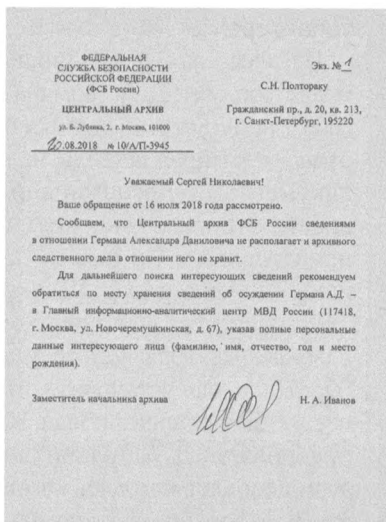 ФЕДЕРАЛЬНАЯ
СЛУЖБА БЕЗОПАСНОСТИ
РОССИЙСКОЙ ФЕДЕРАЦИИ
(ФСБ России)
ЦЕНТРАЛЬНЫЙ АРХИВ
ул. Б. Лубянка, 2, г. Москва, 101000
20.08.2018 № 10/А/П-3945
Экз. № 1
С.Н. Полтораку
Гражданский пр., д. 20, кв. 213,
г. Санкт-Петербург, 195220
Уважаемый Сергей Николаевич!
Ваше обращение от 16 июля 2018 года рассмотрено.
Сообщаем, что Центральный архив ФСБ России сведениями
в отношении Германа Александра Даниловича не располагает и архивного
следственного дела в отношении него не хранит.
Для дальнейшего поиска интересующих сведений рекомендуем
обратиться по месту хранения сведений об осуждении Германа А.Д. –
в Главный информационно-аналитический центр МВД России (117418,
г. Москва, ул. Новочеремушкинская, д. 67), указав полные персональные
данные интересующего лица (фамилию, имя, отчество, год и место
рождения).
Заместитель начальника архива Н. А. Иванов